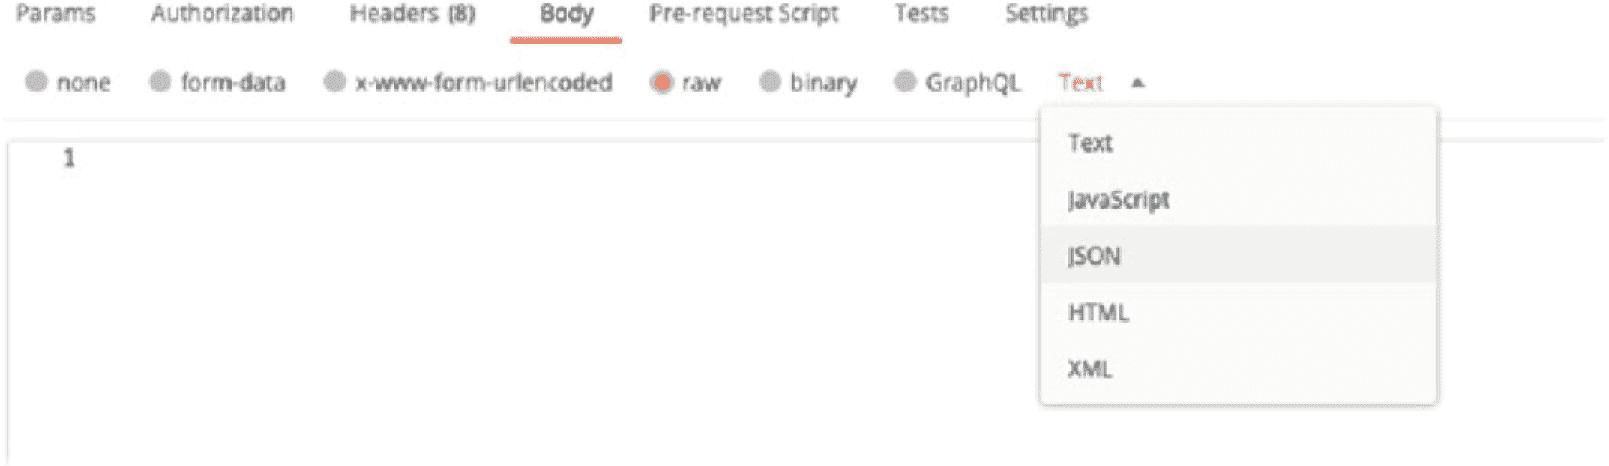 Params Authorization Headers (8) Body Pre-request Script Tests Settings
none form-data x-www-form-urlencoded raw binary GraphQL Text
1
Text
JavaScript
JSON
HTML
XML